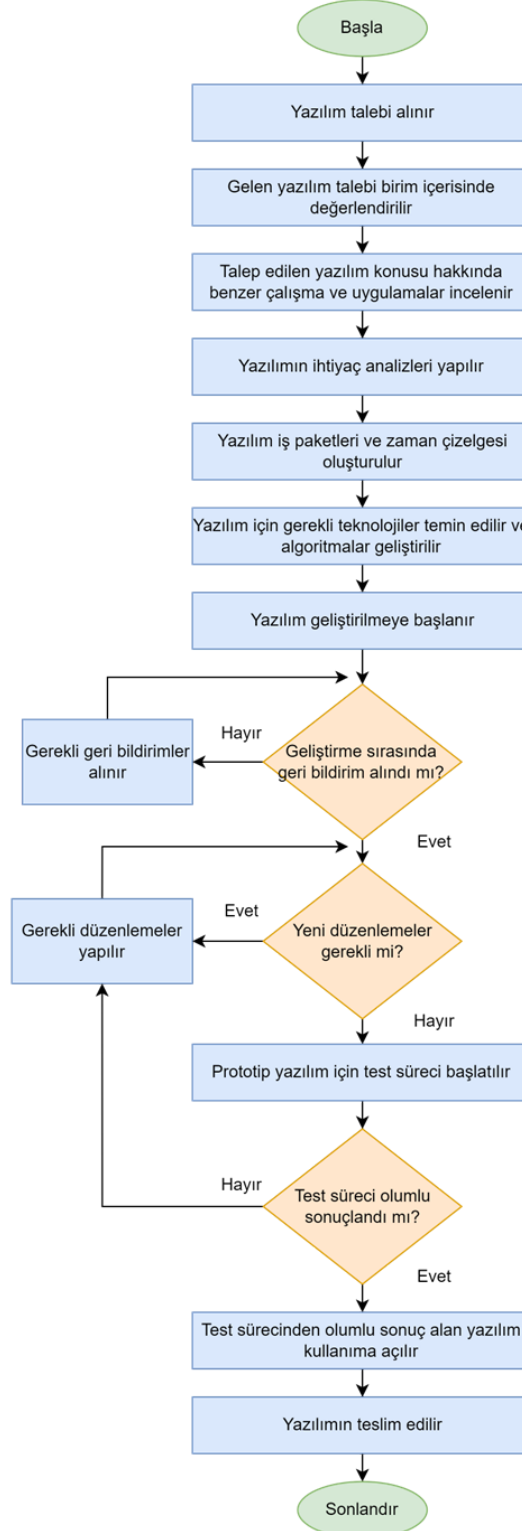 Başla
Yazılım talebi alınır
Gelen yazılım talebi birim içerisinde
değerlendirilir
Talep edilen yazılım konusu hakkında
benzer çalışma ve uygulamalar incelenir
Yazılımın ihtiyaç analizleri yapılır
Yazılım iş paketleri ve zaman çizelgesi
oluşturulur
Yazılım için gerekli teknolojiler temin edilir ve
algoritmalar geliştirilir
Yazılım geliştirilmeye başlanır
Hayır
Gerekli geri bildirimler
alınır
Geliştirme sırasında
geri bildirim alındı mı?
Evet
Evet
Gerekli düzenlemeler
yapılır
Yeni düzenlemeler
gerekli mi?
Hayır
Prototip yazılım için test süreci başlatılır
Hayır
Test süreci olumlu
sonuçlandı mı?
Evet
Test sürecinden olumlu sonuç alan yazılım
kullanıma açılır
Yazılımın teslim edilir
Sonlandır